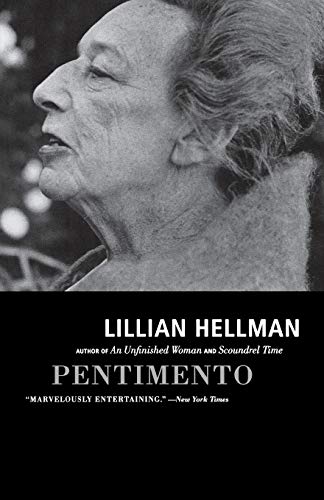 LILLIAN HELLMAN
AUTHOR OF An Unfinished Woman AND Scoundrel Time
PENTIMENTO
“MARVELOUSLY ENTERTAINING.” —New York Times